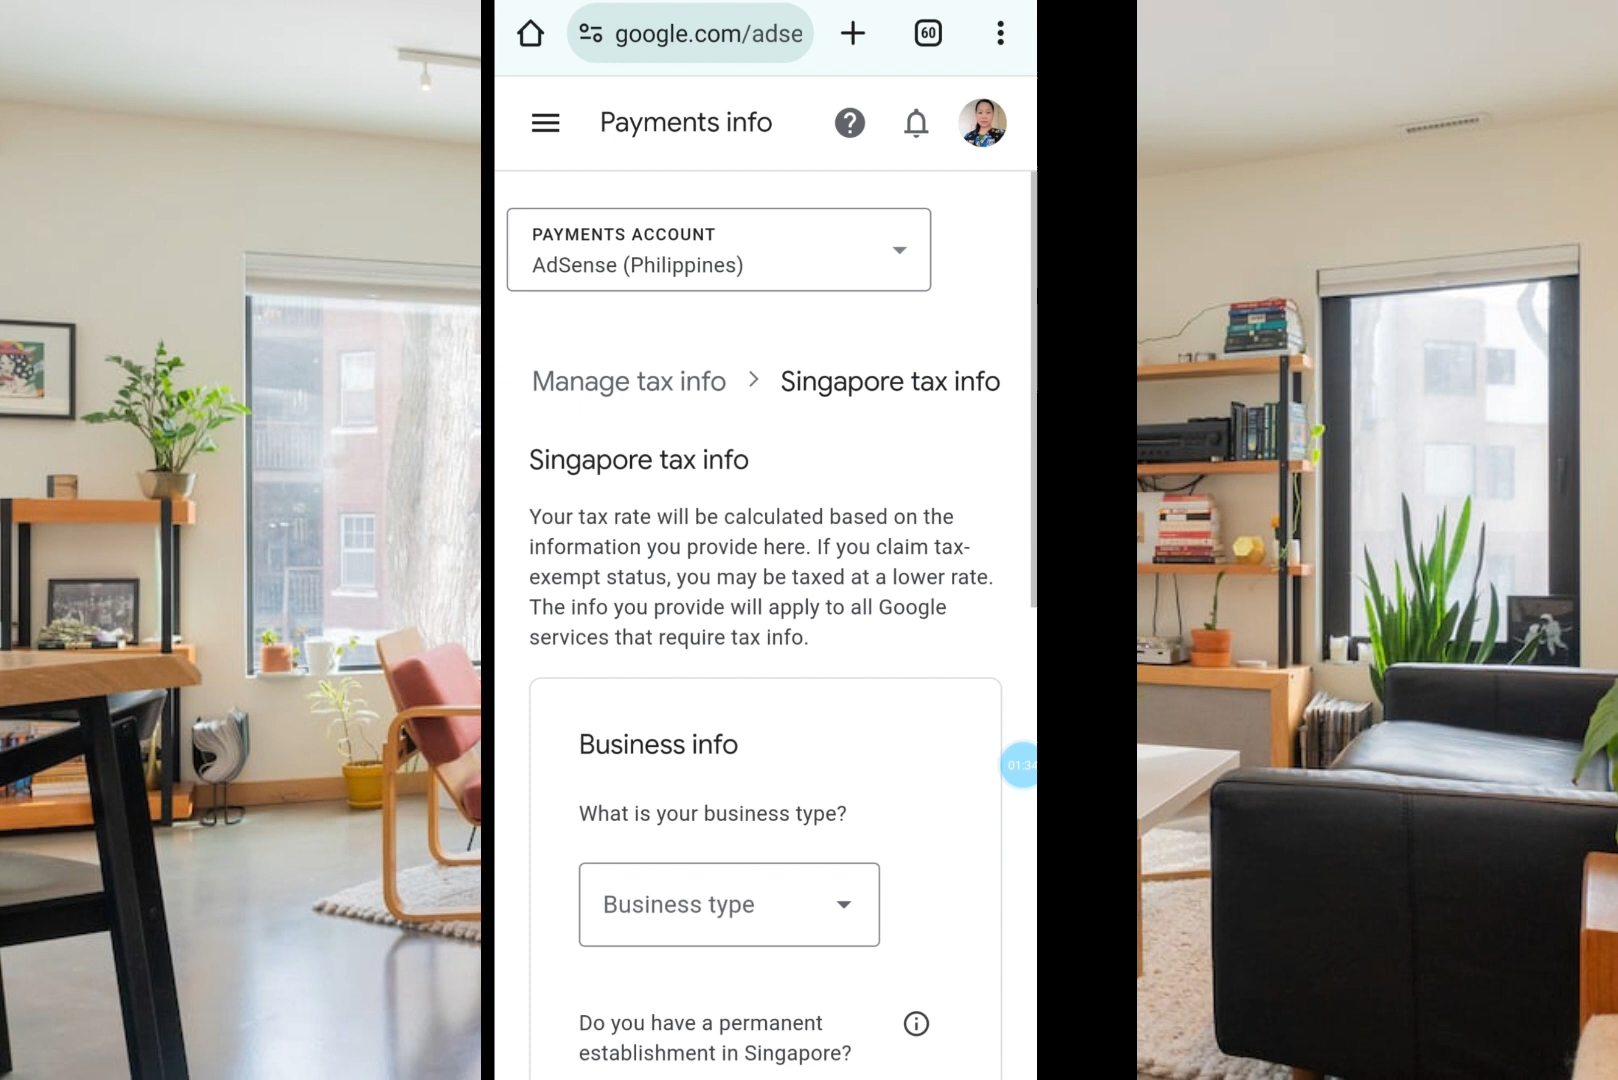 google.com/adse
60
Payments info
PAYMENTS ACCOUNT
AdSense (Philippines)
Manage tax info > Singapore tax info
Singapore tax info
Your tax rate will be calculated based on the
information you provide here. If you claim tax-
exempt status, you may be taxed at a lower rate.
The info you provide will apply to all Google
services that require tax info.
Business info
01:34
What is your business type?
Business type
Do you have a permanent
establishment in Singapore?